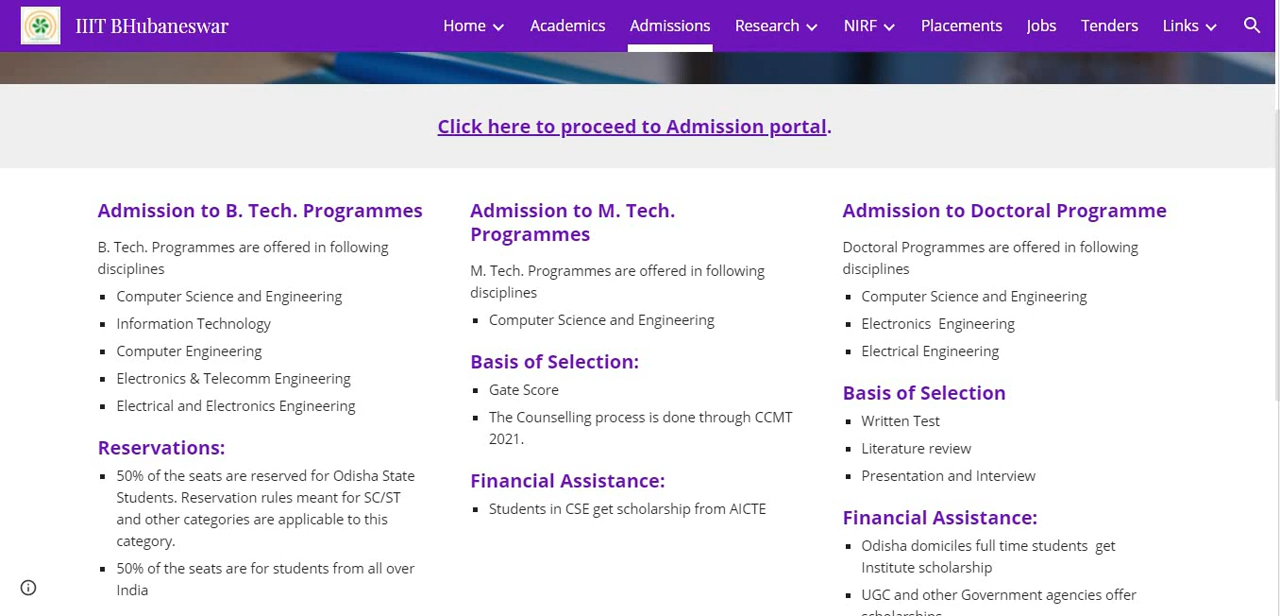 IIIT BHubaneswar
Home Academics Admissions Research NIRF Placements Jobs Tenders Links
Click here to proceed to Admission portal.
Admission to B. Tech. Programmes
B. Tech. Programmes are offered in following
disciplines
Computer Science and Engineering
Information Technology
Computer Engineering
Electronics & Telecomm Engineering
Electrical and Electronics Engineering
Reservations:
50% of the seats are reserved for Odisha State
Students. Reservation rules meant for SC/ST
and other categories are applicable to this
category.
50% of the seats are for students from all over
India
Admission to M. Tech.
Programmes
M. Tech. Programmes are offered in following
disciplines
Computer Science and Engineering
Basis of Selection:
Gate Score
The Counselling process is done through CCMT
2021.
Financial Assistance:
Students in CSE get scholarship from AICTE
Admission to Doctoral Programme
Doctoral Programmes are offered in following
disciplines
Computer Science and Engineering
Electronics  Engineering
Electrical Engineering
Basis of Selection
Written Test
Literature review
Presentation and Interview
Financial Assistance:
Odisha domiciles full time students  get
Institute scholarship
UGC and other Government agencies offer
scholarships